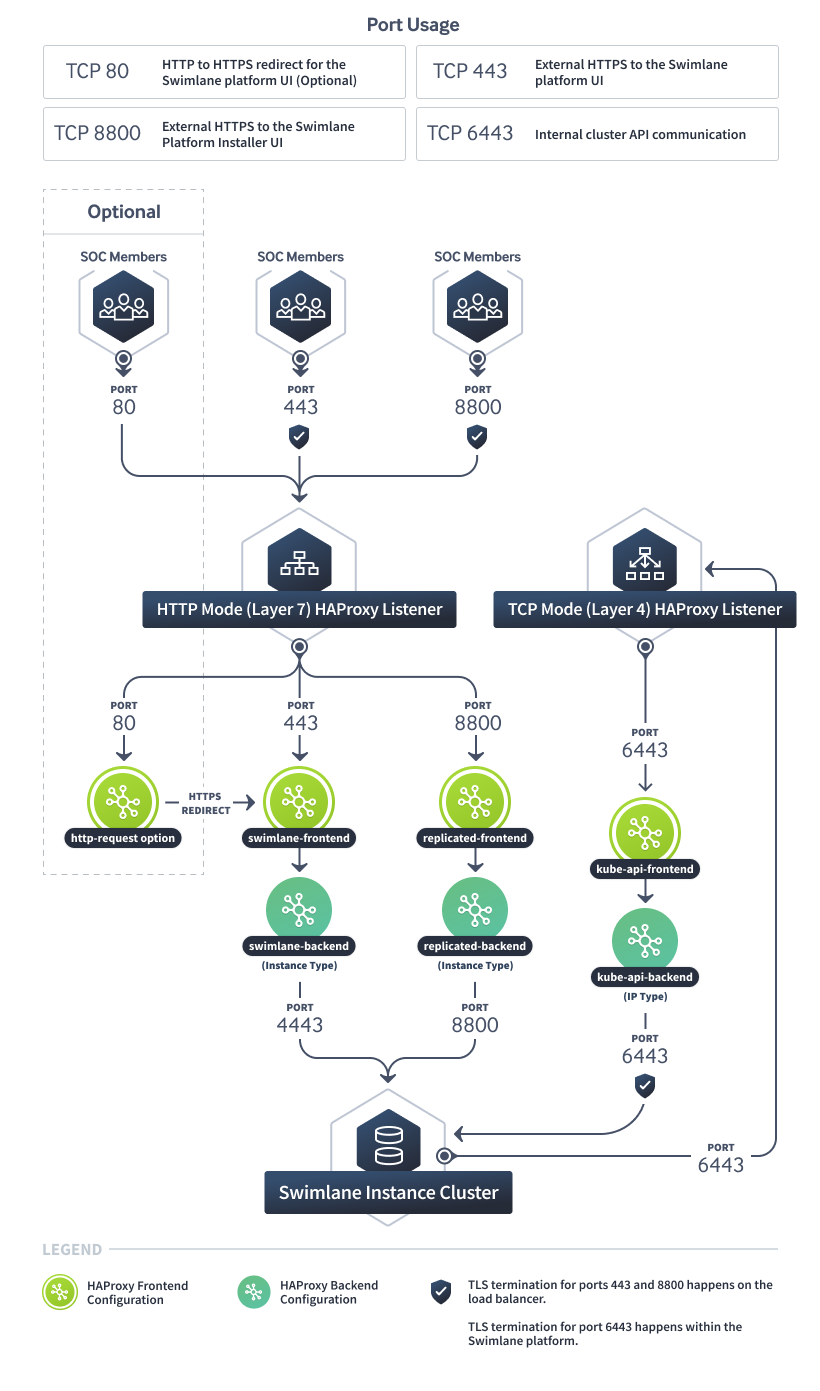 Port Usage
TCP 80
HTTP to HTTPS redirect for the
Swimlane platform UI (Optional)
TCP 443
External HTTPS to the Swimlane
platform UI
TCP 8800
External HTTPS to the Swimlane
Platform Installer UI
TCP 6443
Internal cluster API communication
Optional
SOC Members
SOC Members
SOC Members
PORT
80
PORT
443
PORT
8800
HTTP Mode (Layer 7) HAProxy Listener
TCP Mode (Layer 4) HAProxy Listener
PORT
80
PORT
443
PORT
8800
PORT
6443
HTTPS
REDIRECT
http-request option
swimlane-frontend
replicated-frontend
kube-api-frontend
swimlane-backend
(Instance Type)
replicated-backend
(Instance Type)
kube-api-backend
(IP Type)
PORT
4443
PORT
8800
PORT
6443
PORT
6443
Swimlane Instance Cluster
LEGEND
HAProxy Frontend
Configuration
HAProxy Backend
Configuration
TLS termination for ports 443 and 8800 happens on the
load balancer.
TLS termination for port 6443 happens within the
Swimlane platform.